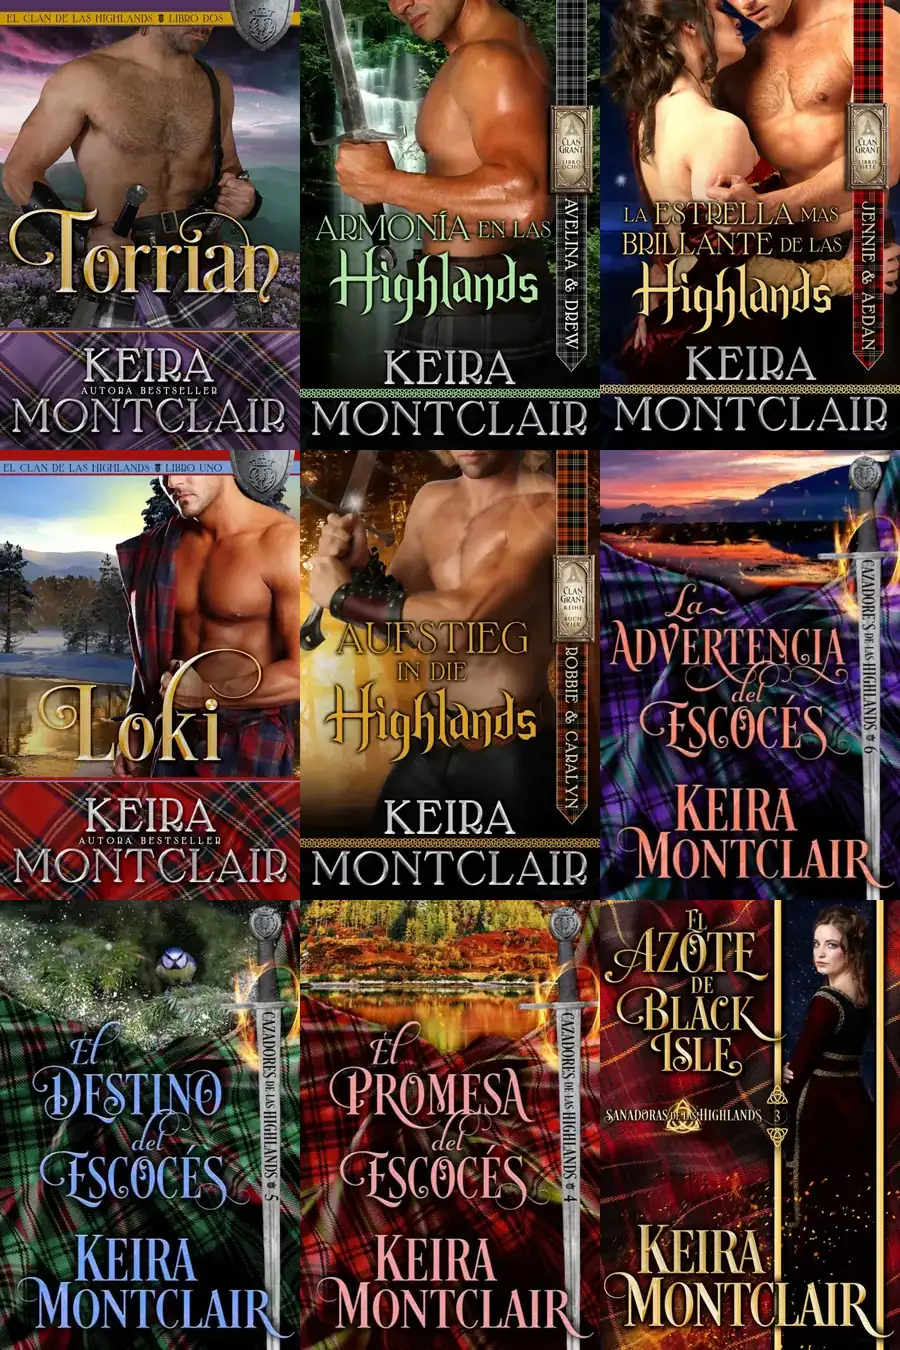 EL CLAN DE LAS HIGHLANDS LIBRO DOS
Torrian
KEIRA
AUTORA BESTSELLER
MONTCLAIR
CLAN
GRANT
LIBRO
OCHO
AVELINA & DREW
ARMONÍA EN LAS
Highlands
KEIRA
MONTCLAIR
CLAN
GRANT
LIBRO
SIETE
JENNIE & AEDAN
LA ESTRELLA MAS
BRILLANTE DE LAS
Highlands
KEIRA
MONTCLAIR
EL CLAN DE LAS HIGHLANDS LIBRO UNO
Loki
KEIRA
AUTORA BESTSELLER
MONTCLAIR
CLAN
GRANT
REIHE
BUCH
VIER
ROBBIE & CARALYN
AUFSTIEG
IN DIE
Highlands
KEIRA
MONTCLAIR
CAZADORE'S DE LAS HIGHLANDS 6
La
ADVERTENCIA
del
ESCOCÉS
KEIRA
MONTCLAIR
CAZADORES DE LAS HIGHLANDS 5
El
DESTINO
del
ESCOCÉS
KEIRA
MONTCLAIR
CAZADORES DE LAS HIGHLANDS 4
El
PROMESA
del
ESCOCÉS
KEIRA
MONTCLAIR
EL
AZOTE
DE
BLACK
ISLE
SANADORAS DE LAS HIGHLANDS 3
KEIRA
MONTCLAIR